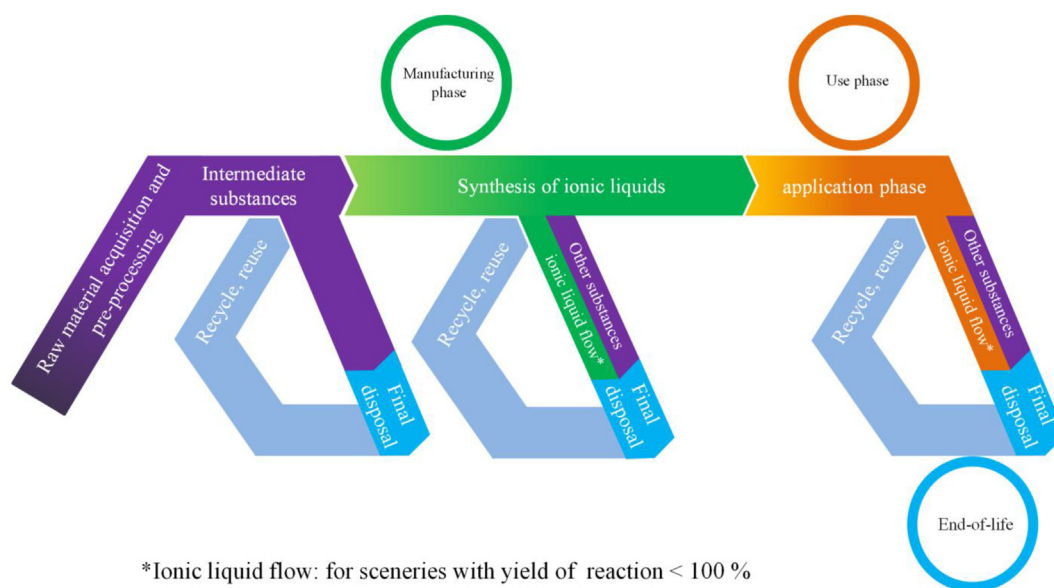 Manufacturing
phase
Use phase
Raw material acquisition and
pre-processing
Intermediate
substances
Synthesis of ionic liquids
application phase
Recycle, reuse
Final
disposal
Recycle, reuse
ionic liquid flow*
Other substances
Final
disposal
Recycle, reuse
ionic liquid flow*
Other substances
Final
disposal
End-of-life
*Ionic liquid flow: for sceneries with yield of reaction < 100 %